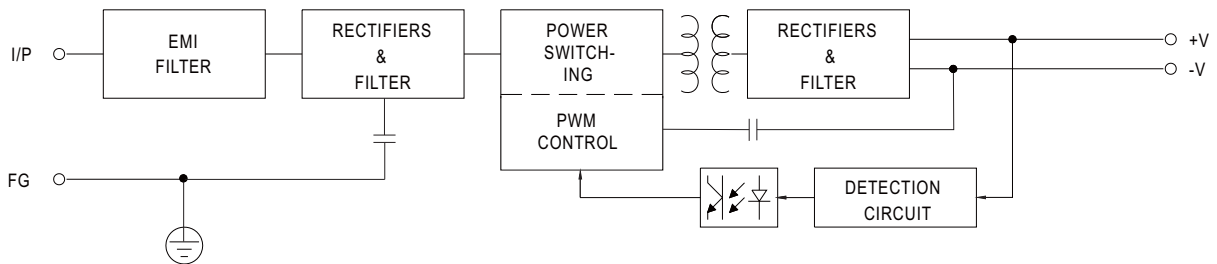 I/P
EMI
FILTER
RECTIFIERS
&
FILTER
POWER
SWITCH-
ING
PWM
CONTROL
RECTIFIERS
&
FILTER
+V
-V
FG
DETECTION
CIRCUIT